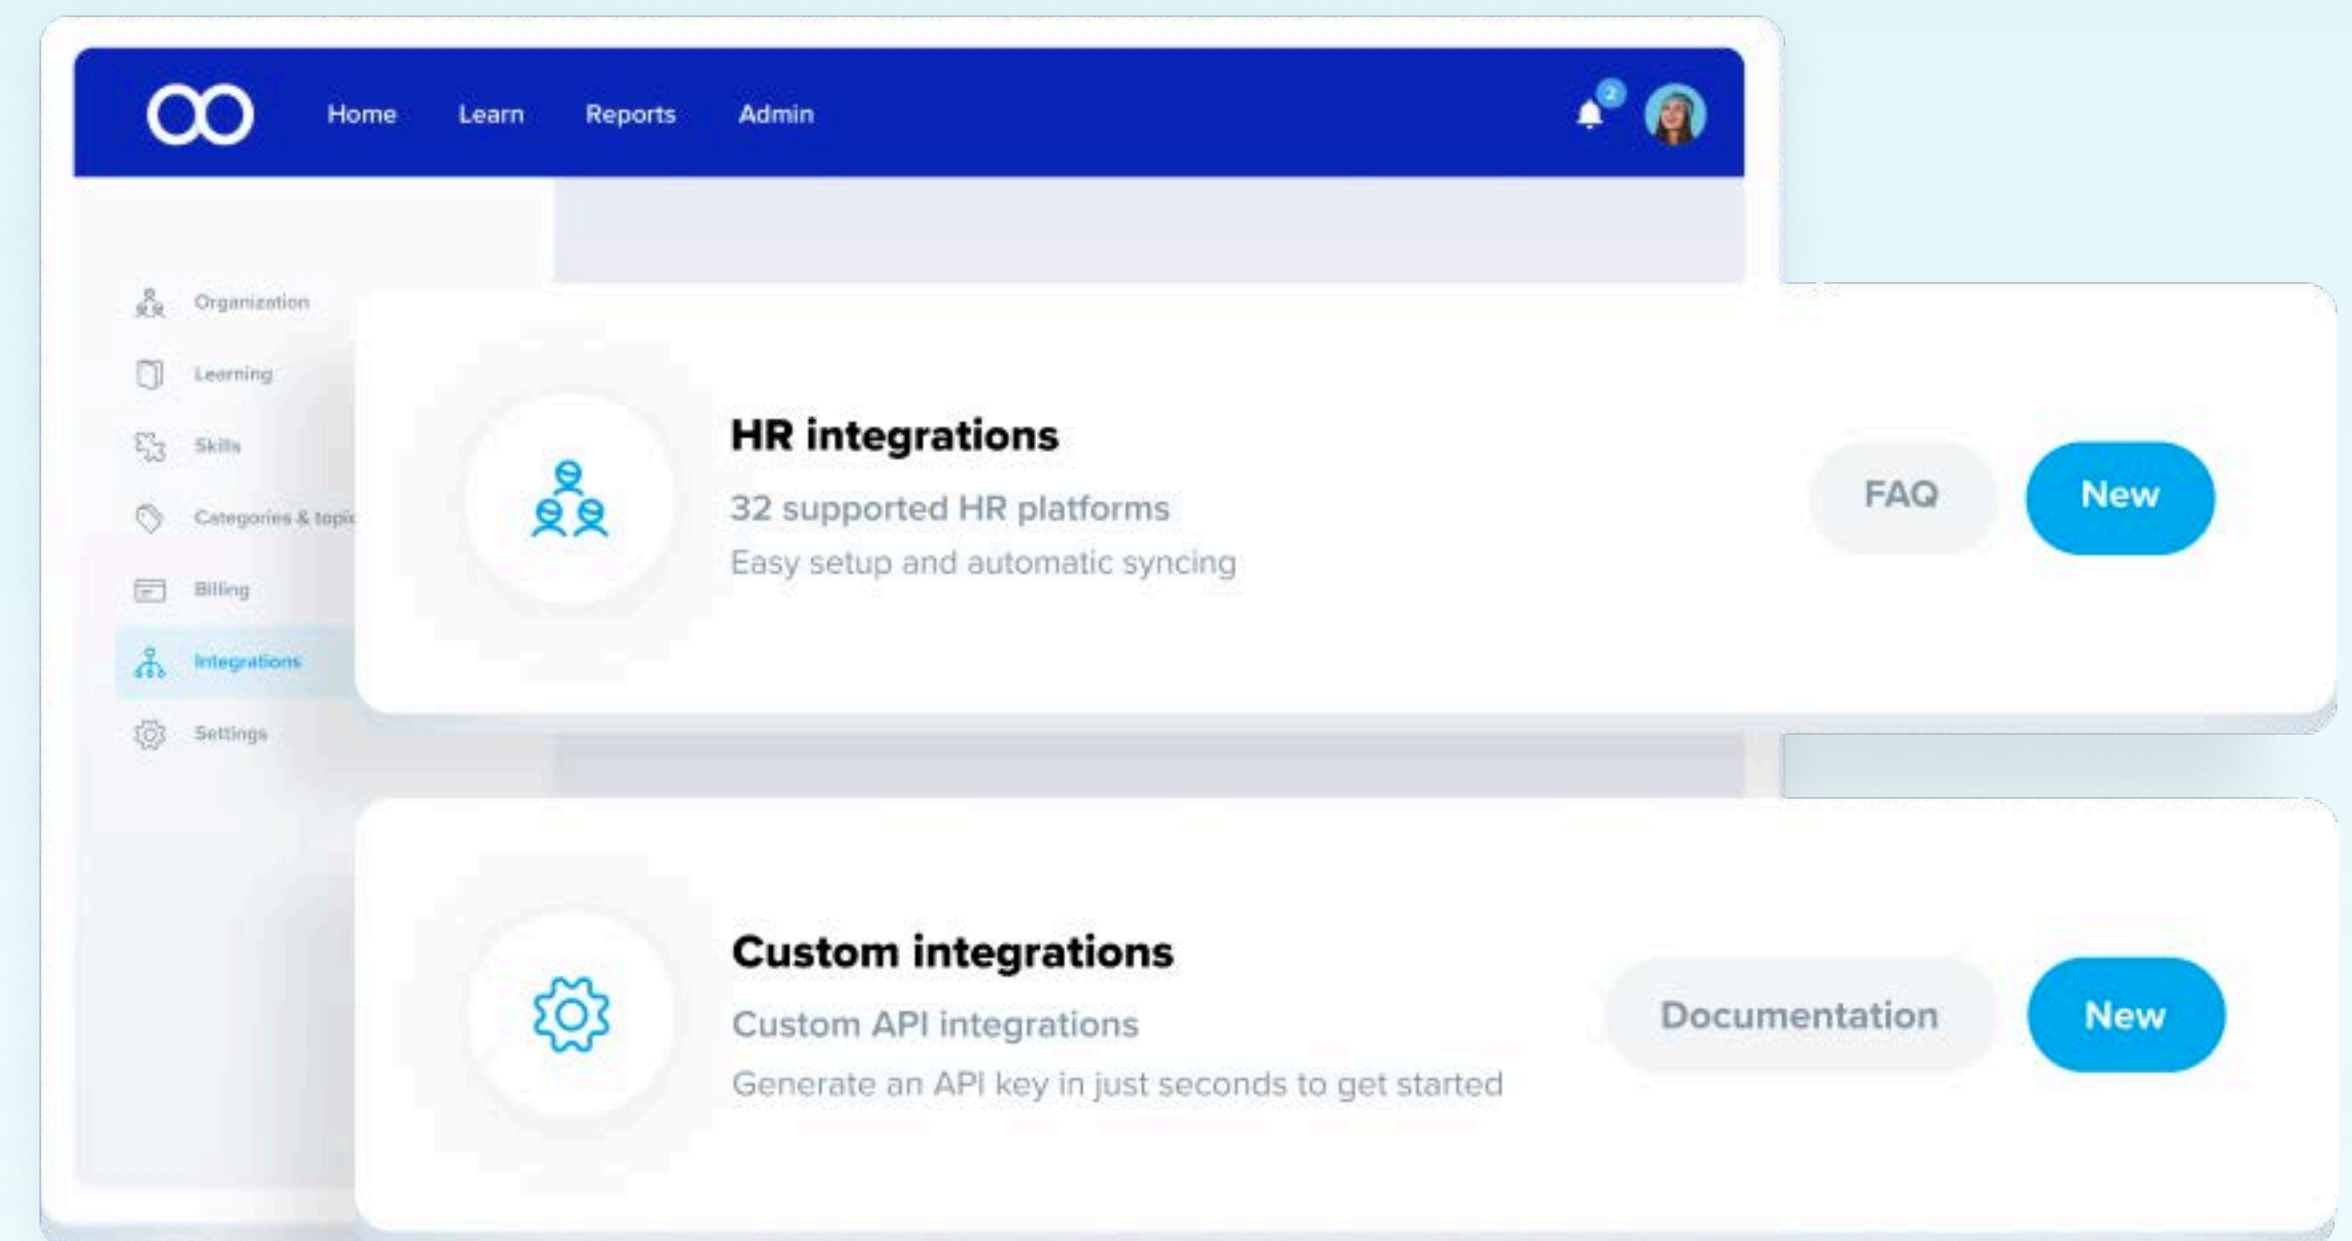 Home Learn Reports Admin 2
Organization
Learning
Skills
Categories & topic
Billing
Integrations
Settings
HR integrations
32 supported HR platforms
Easy setup and automatic syncing
FAQ New
Custom integrations
Custom API integrations
Generate an API key in just seconds to get started
Documentation New